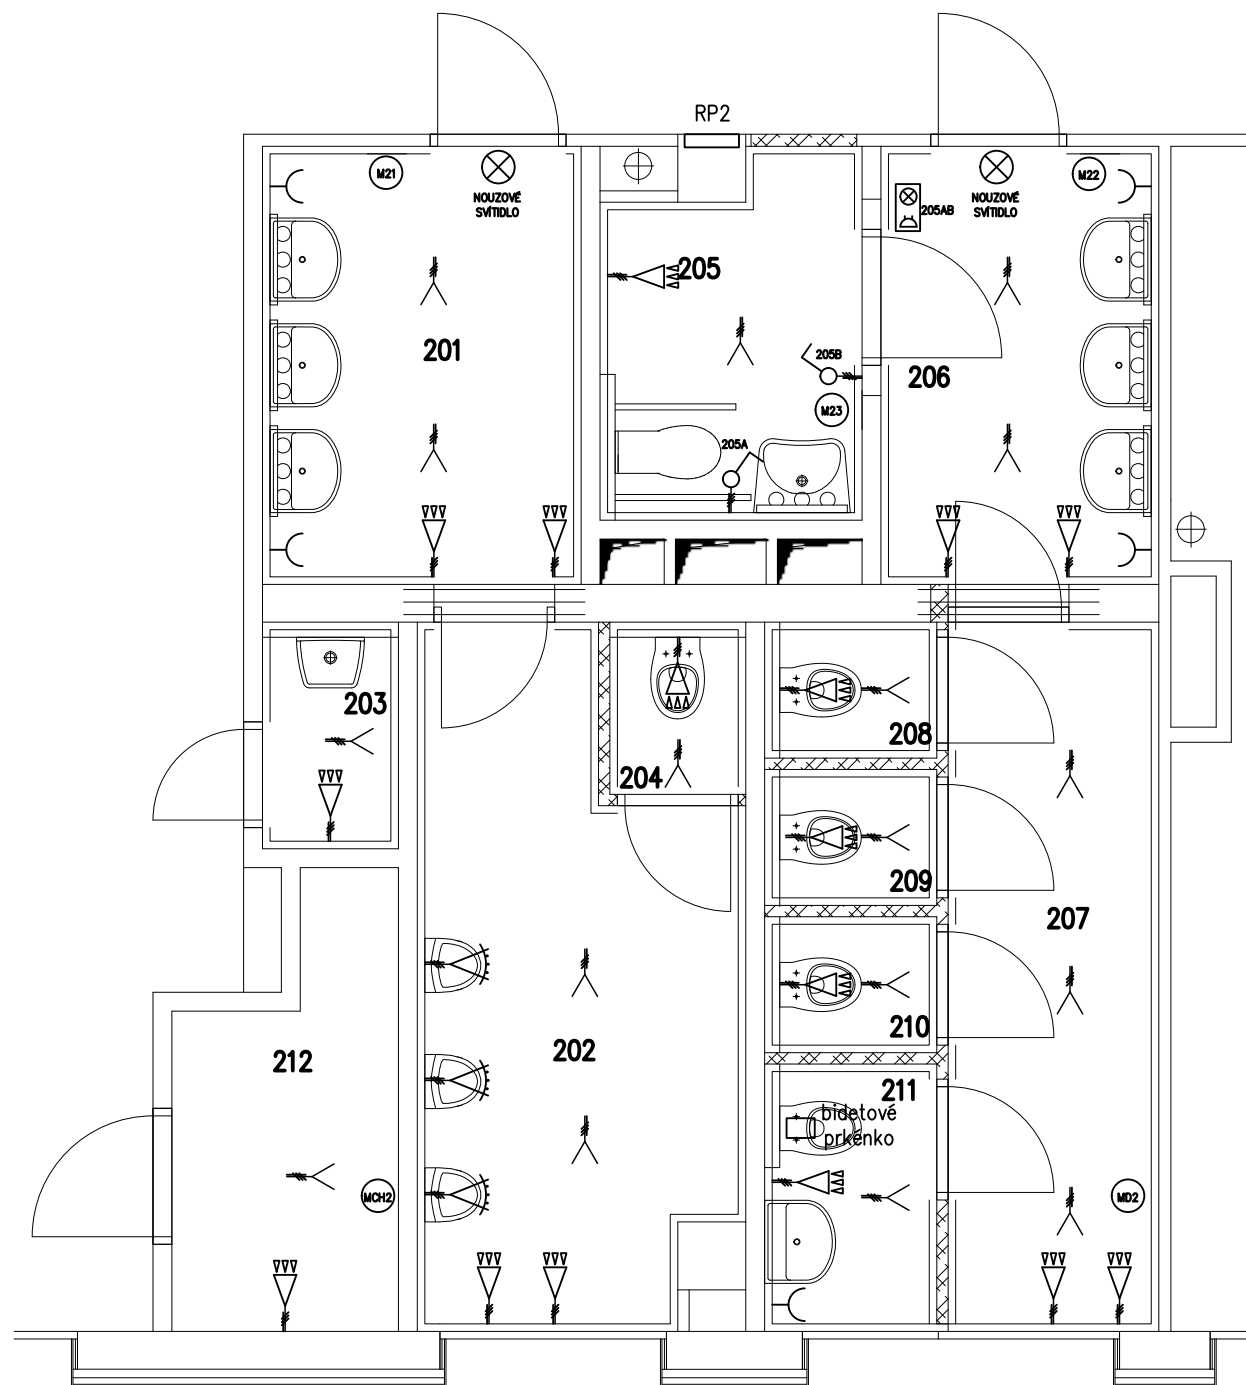 RP2
M21
NOUZOVÉ
SVÍTIDLO
M22
NOUZOVÉ
SVÍTIDLO
205AB
205
201
205B
206
M23
205A
203
204
208
209
207
210
202
212
211
bidetové
prkénko
MCH2
MD2